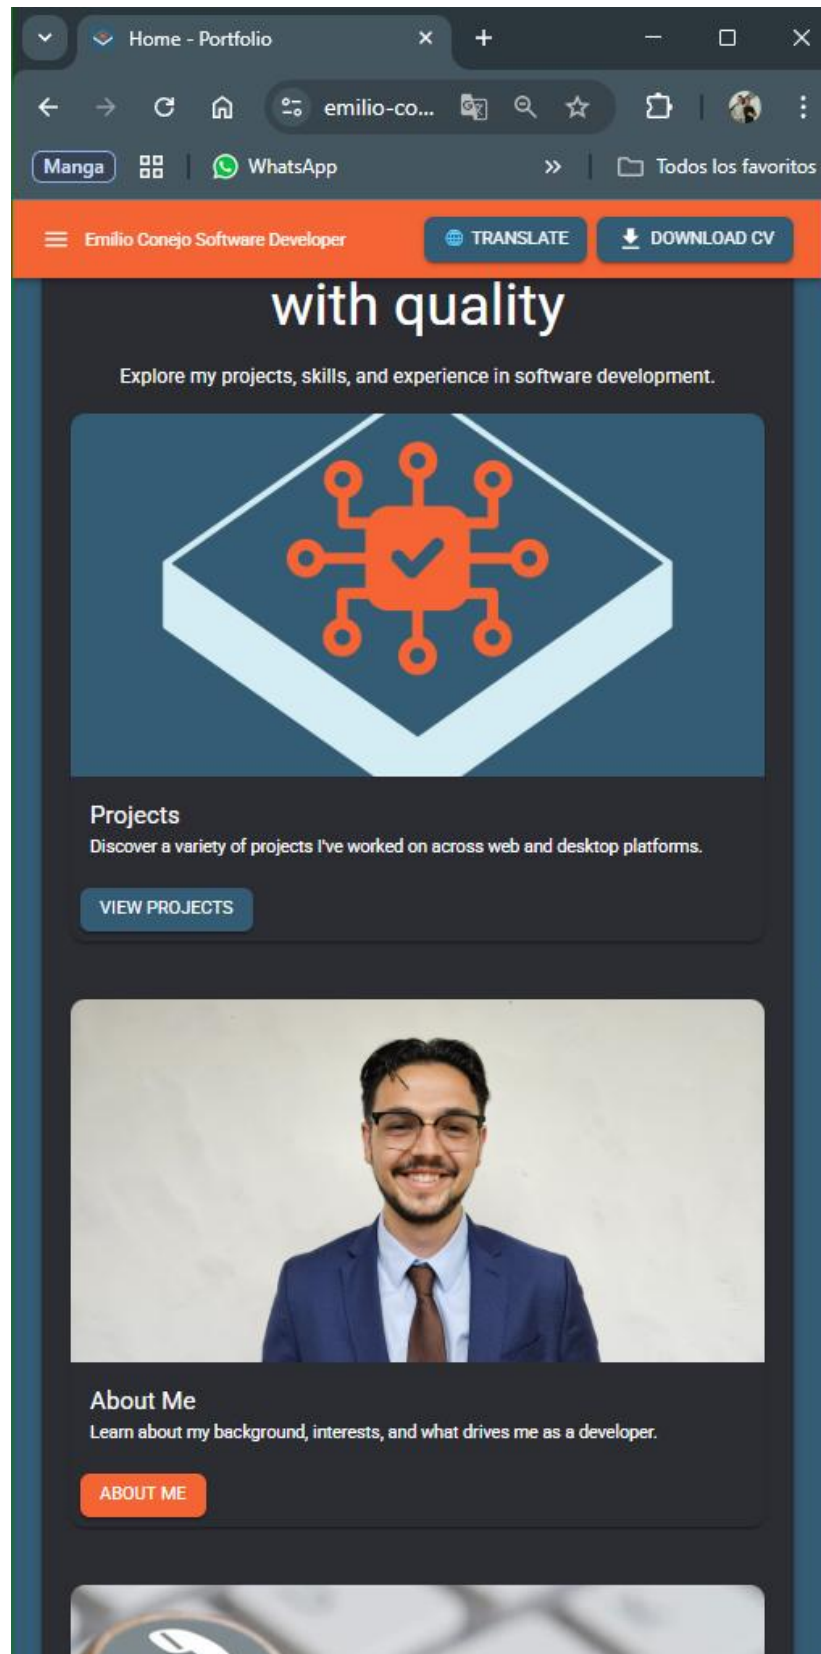 Home - Portfolio
emilio-co...
Manga
WhatsApp
Todos los favoritos
Emilio Conejo Software Developer
TRANSLATE
DOWNLOAD CV
with quality
Explore my projects, skills, and experience in software development.
Projects
Discover a variety of projects I've worked on across web and desktop platforms.
VIEW PROJECTS
About Me
Learn about my background, interests, and what drives me as a developer.
ABOUT ME